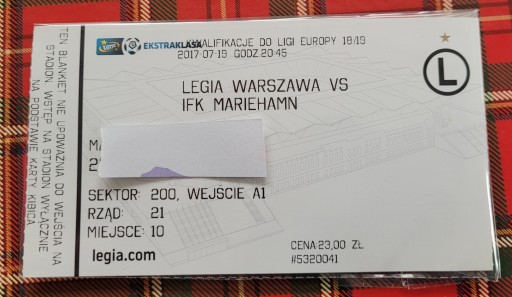 LOTTO EKSTRAKLASA KWALIFIKACJE DO LIGI EUROPY 18/19
2017-07-19 GODZ.20:45
LEGIA WARSZAWA VS
IFK MARIEHAMN
L
SEKTOR: 200, WEJŚCIE A1
RZĄD: 21
MIEJSCE: 10
legia.com
CENA 23,00 ZŁ
#5320041
TEN BLANKIET NIE UPOWAŻNIA DO WEJŚCIA NA
STADION. WSTĘP NA STADION WYŁĄCZNIE
NA PODSTAWIE KARTY KIBICA